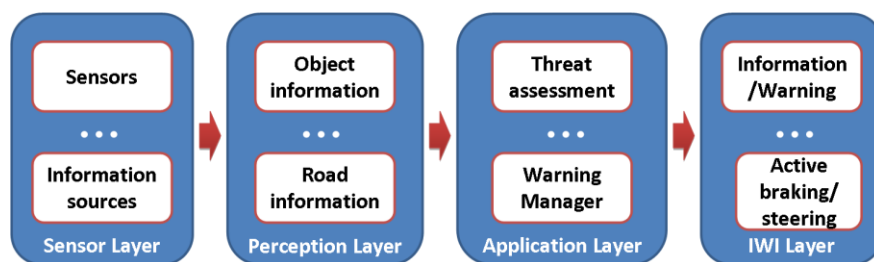 Sensors
• • •
Information
sources
Sensor Layer
Object
information
• • •
Road
information
Perception Layer
Threat
assessment
• • •
Warning
Manager
Application Layer
Information
/Warning
• • •
Active
braking/
steering
IWI Layer